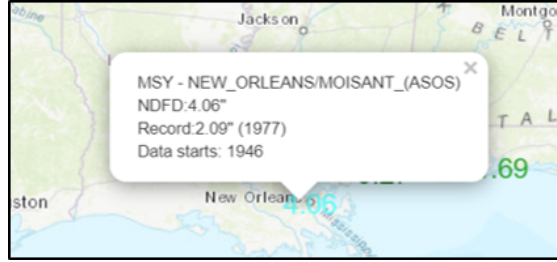 Jackson
Montgo
B E L T
MSY - NEW_ORLEANS/MOISANT_(ASOS)
NDFD:4.06"
Record:2.09" (1977)
Data starts: 1946
T A L
.69
ston
New Orleans
4.06
Mississippi